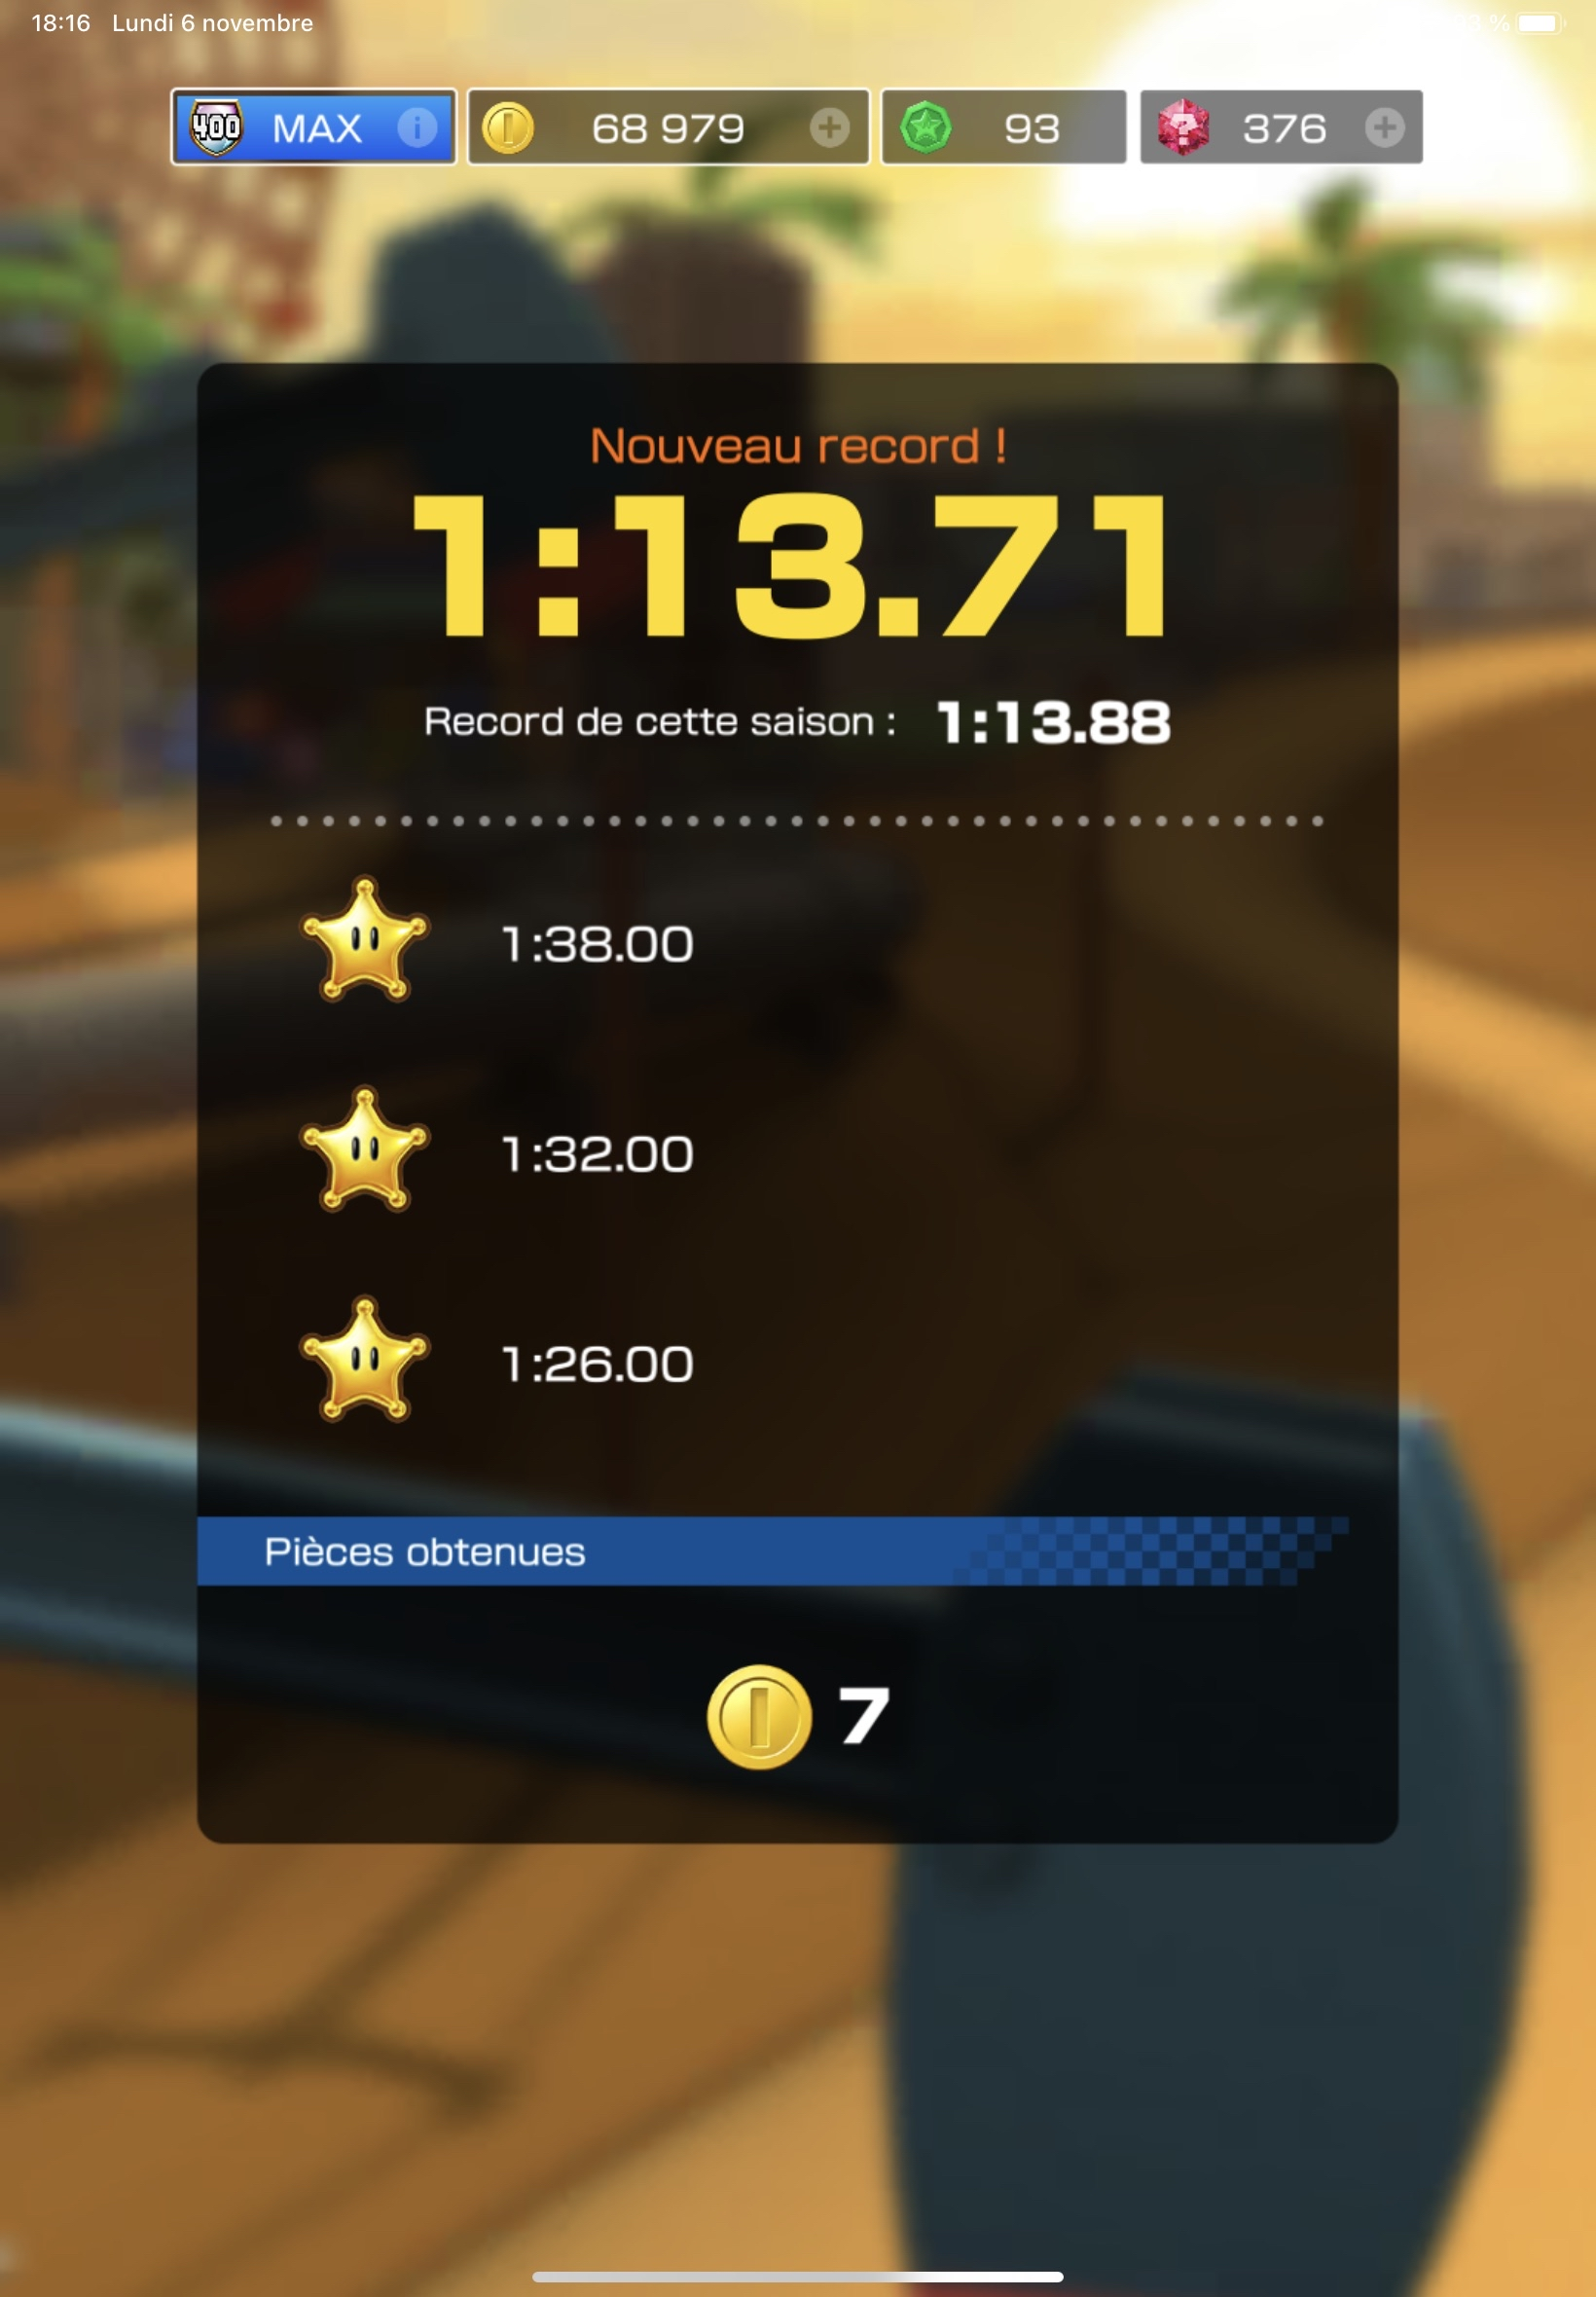 18:16 Lundi 6 novembre
400 MAX i 68 979 + 93 ? 376 +
Nouveau record !
1:13.71
Record de cette saison : 1:13.88
1:38.00
1:32.00
1:26.00
Pièces obtenues
7